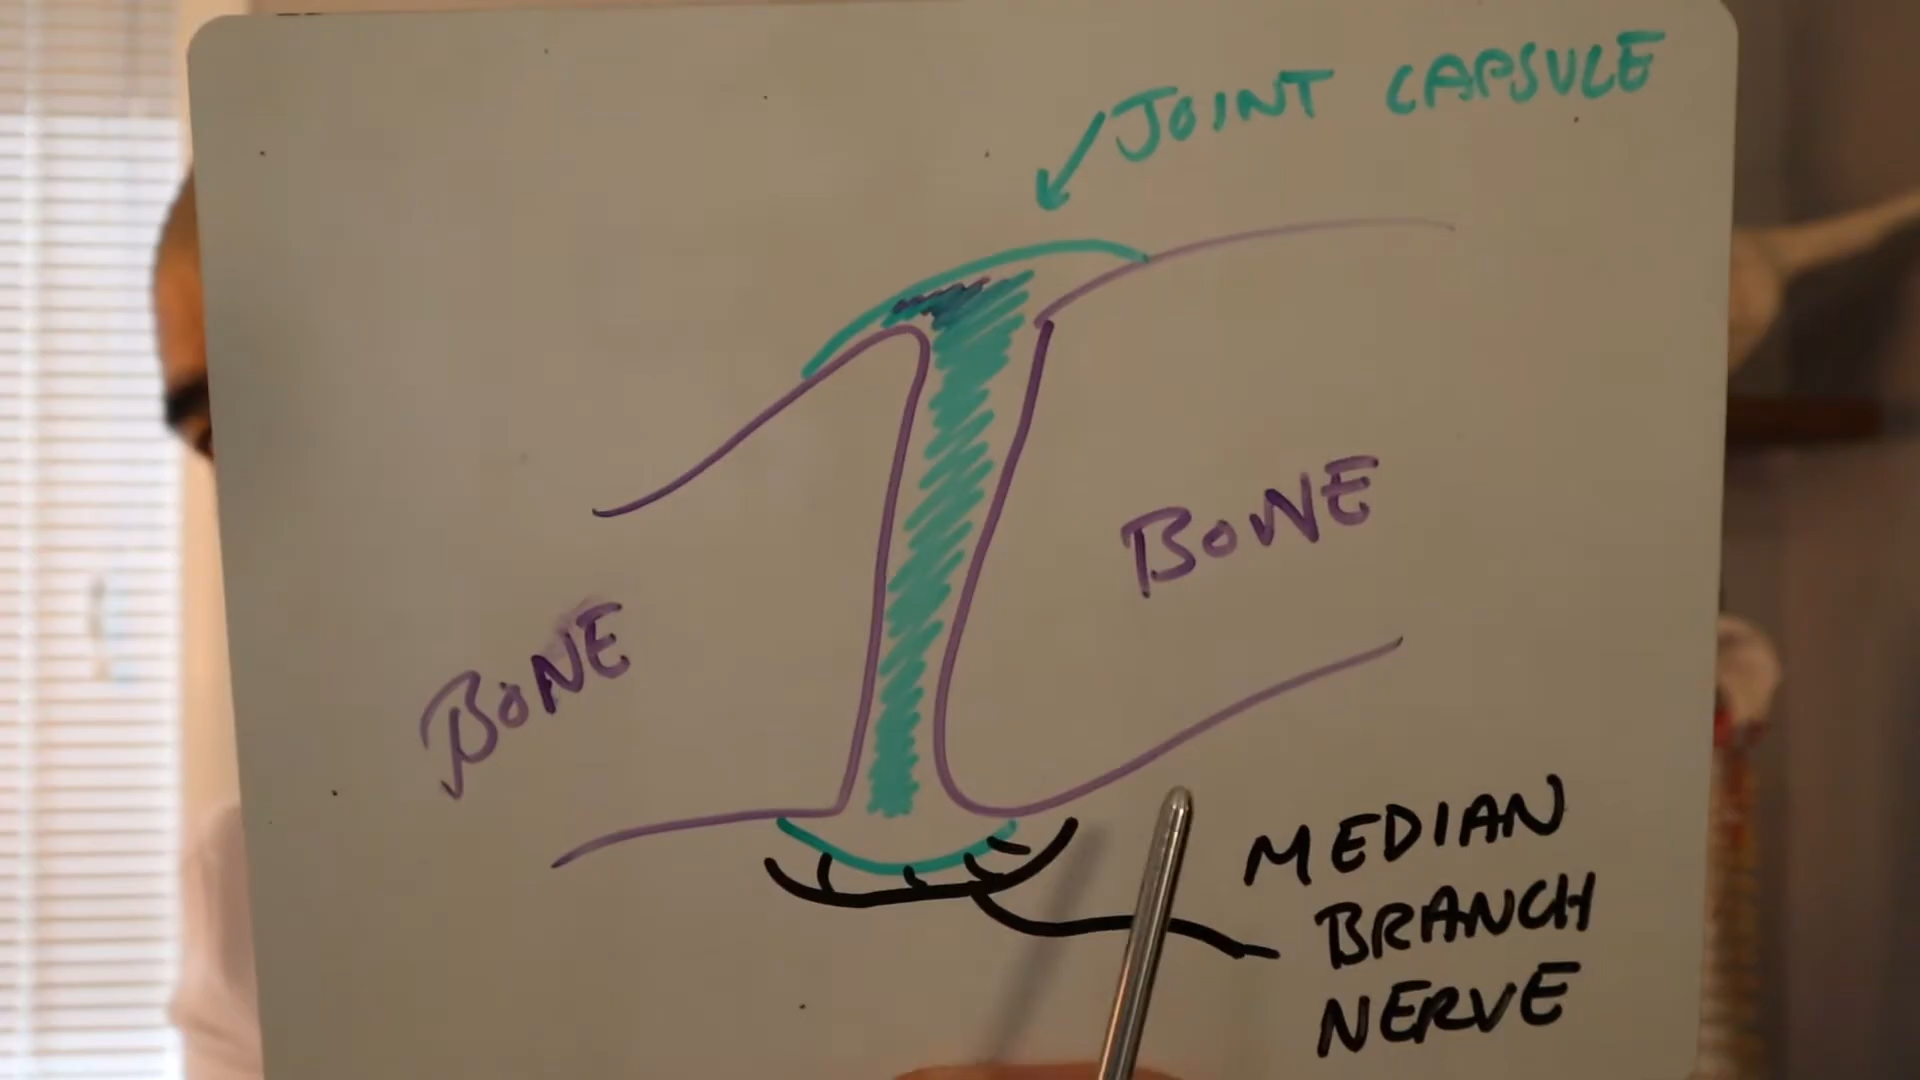 JOINT CAPSULE
BONE
BONE
MEDIAN
BRANCH
NERVE